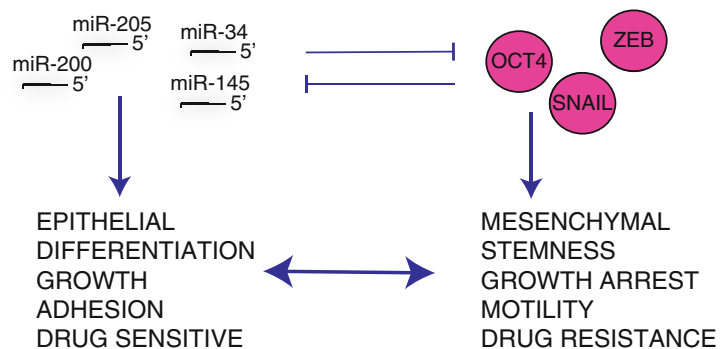 miR-205
5’
miR-34
5’
miR-200
5’
miR-145
5’
OCT4
ZEB
SNAIL
EPITHELIAL
DIFFERENTIATION
GROWTH
ADHESION
DRUG SENSITIVE
MESENCHYMAL
STEMNESS
GROWTH ARREST
MOTILITY
DRUG RESISTANCE